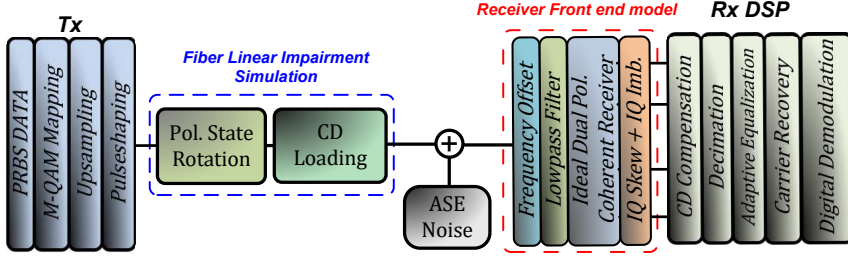 Tx
PRBS DATA
M-QAM Mapping
Upsampling
Pulseshaping
Fiber Linear Impairment
Simulation
Pol. State
Rotation
CD
Loading
+
ASE
Noise
Receiver Front end model
Frequency Offset
Lowpass Filter
Ideal Dual Pol.
Coherent Receiver
IQ Skew + IQ Imb.
Rx DSP
CD Compensation
Decimation
Adaptive Equalization
Carrier Recovery
Digital Demodulation